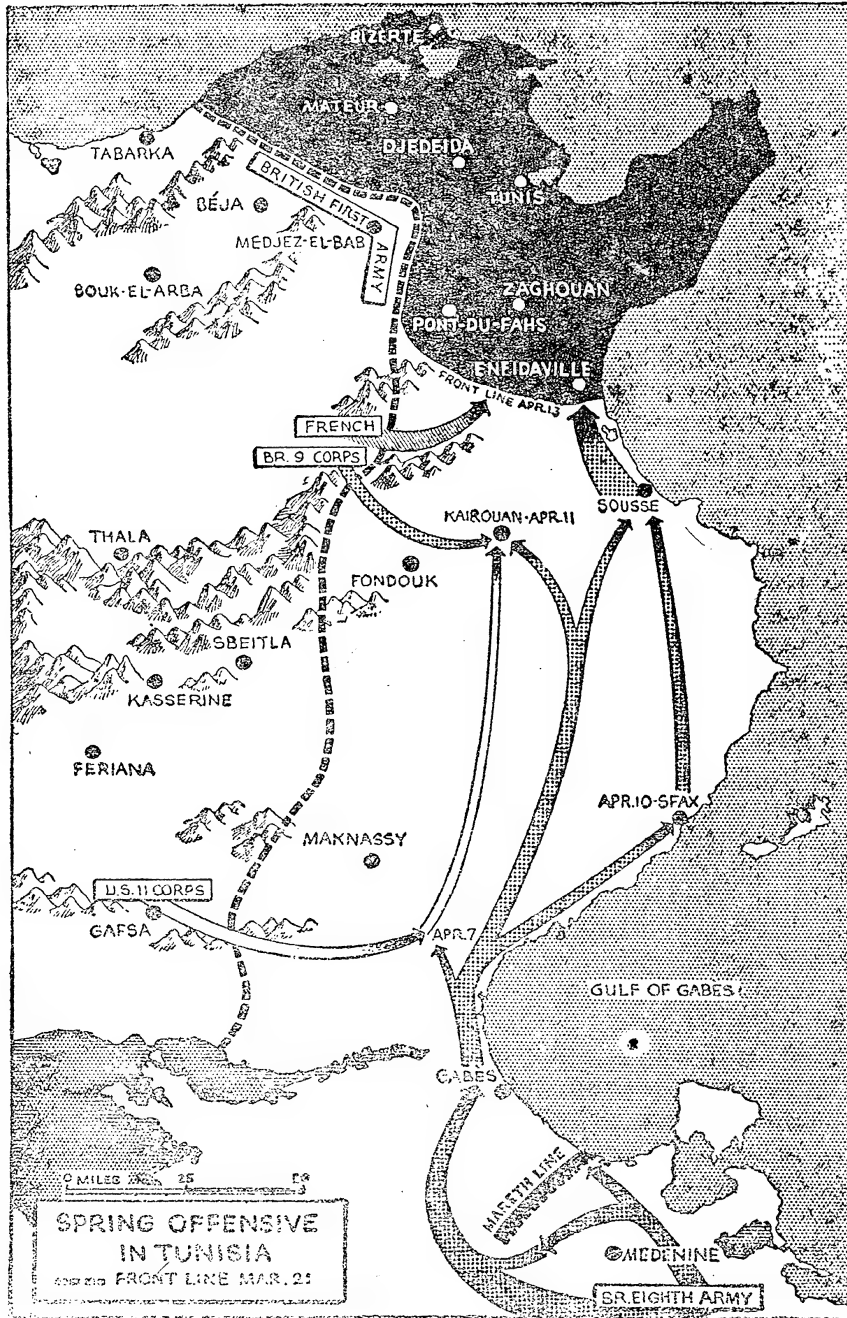 BIZERTE
MATEUR
TABARKA
DJEDEIDA
BRITISH FIRST
ARMY
BÉJA
TUNIS
MEDJEZ-EL-BAB
BOUK-EL-ARBA
ZAGHOUAN
PONT-DU-FAHS
ENFIDAVILLE
FRONT LINE APR.13
FRENCH
BR. 9 CORPS
SOUSSE
KAIROUAN-APR.11
THALA
FONDOUK
SBEITLA
KASSERINE
FERIANA
APR.10-SFAX
MAKNASSY
U.S.11 CORPS
GAFSA
APR.7
GULF OF GABES
GABES
MARETH LINE
0 MILES 25
SPRING OFFENSIVE
IN TUNISIA
FRONT LINE MAR.21
MEDENINE
BR.EIGHTH ARMY